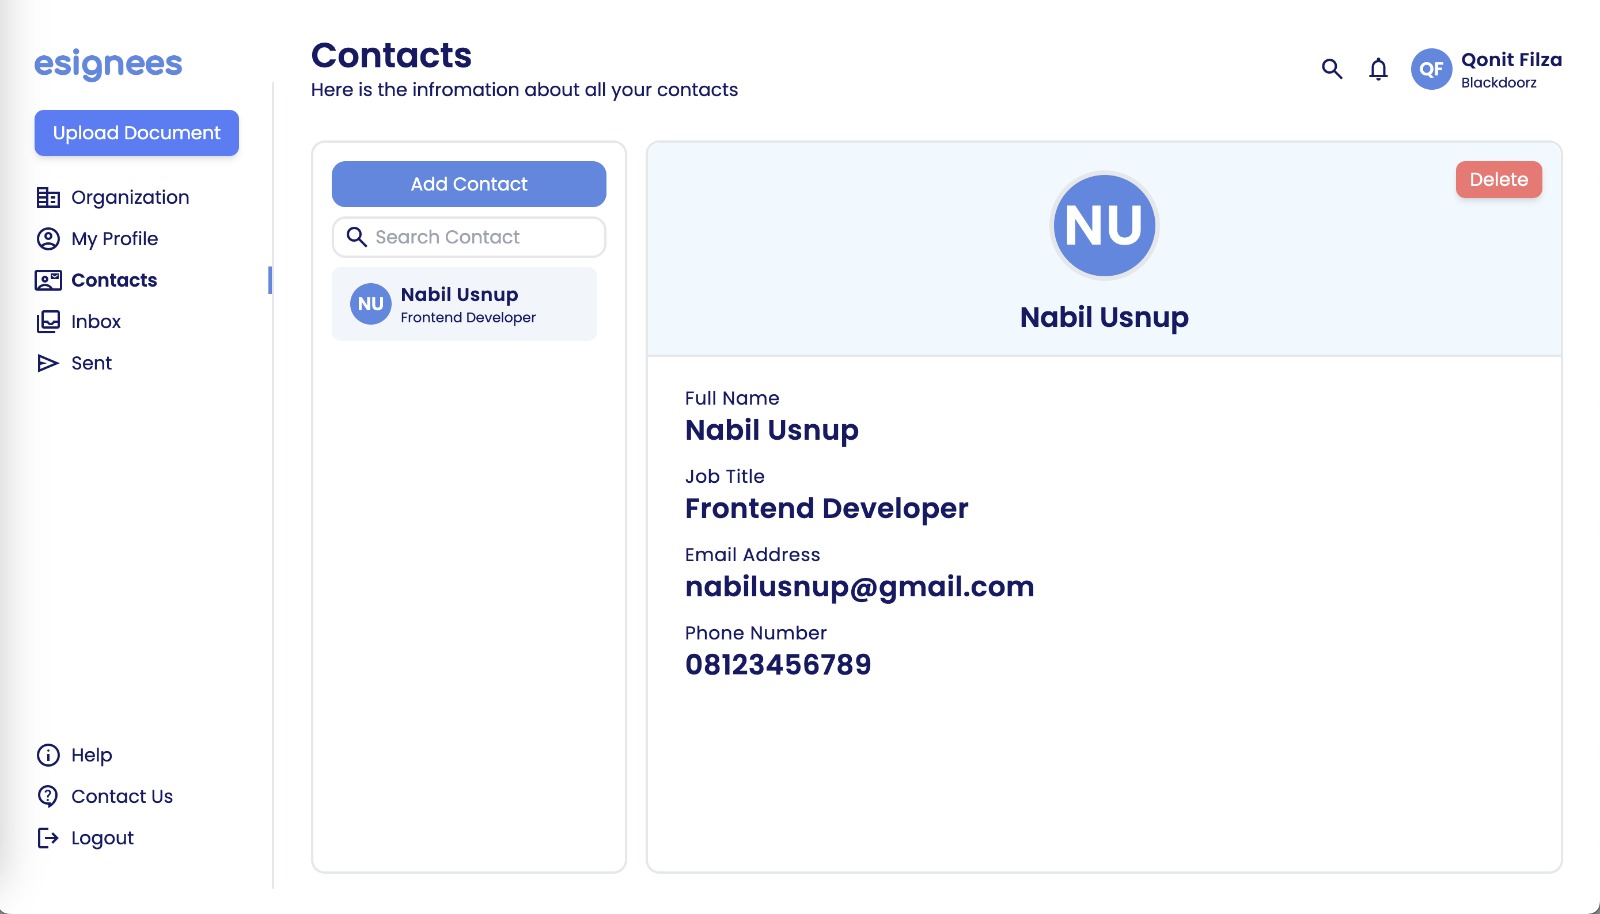 esignees
Upload Document
Organization
My Profile
Contacts
Inbox
Sent
Help
Contact Us
Logout
Contacts
Here is the infromation about all your contacts
QF
Qonit Filza
Blackdoorz
Add Contact
Search Contact
NU
Nabil Usnup
Frontend Developer
Delete
NU
Nabil Usnup
Full Name
Nabil Usnup
Job Title
Frontend Developer
Email Address
nabilusnup@gmail.com
Phone Number
08123456789